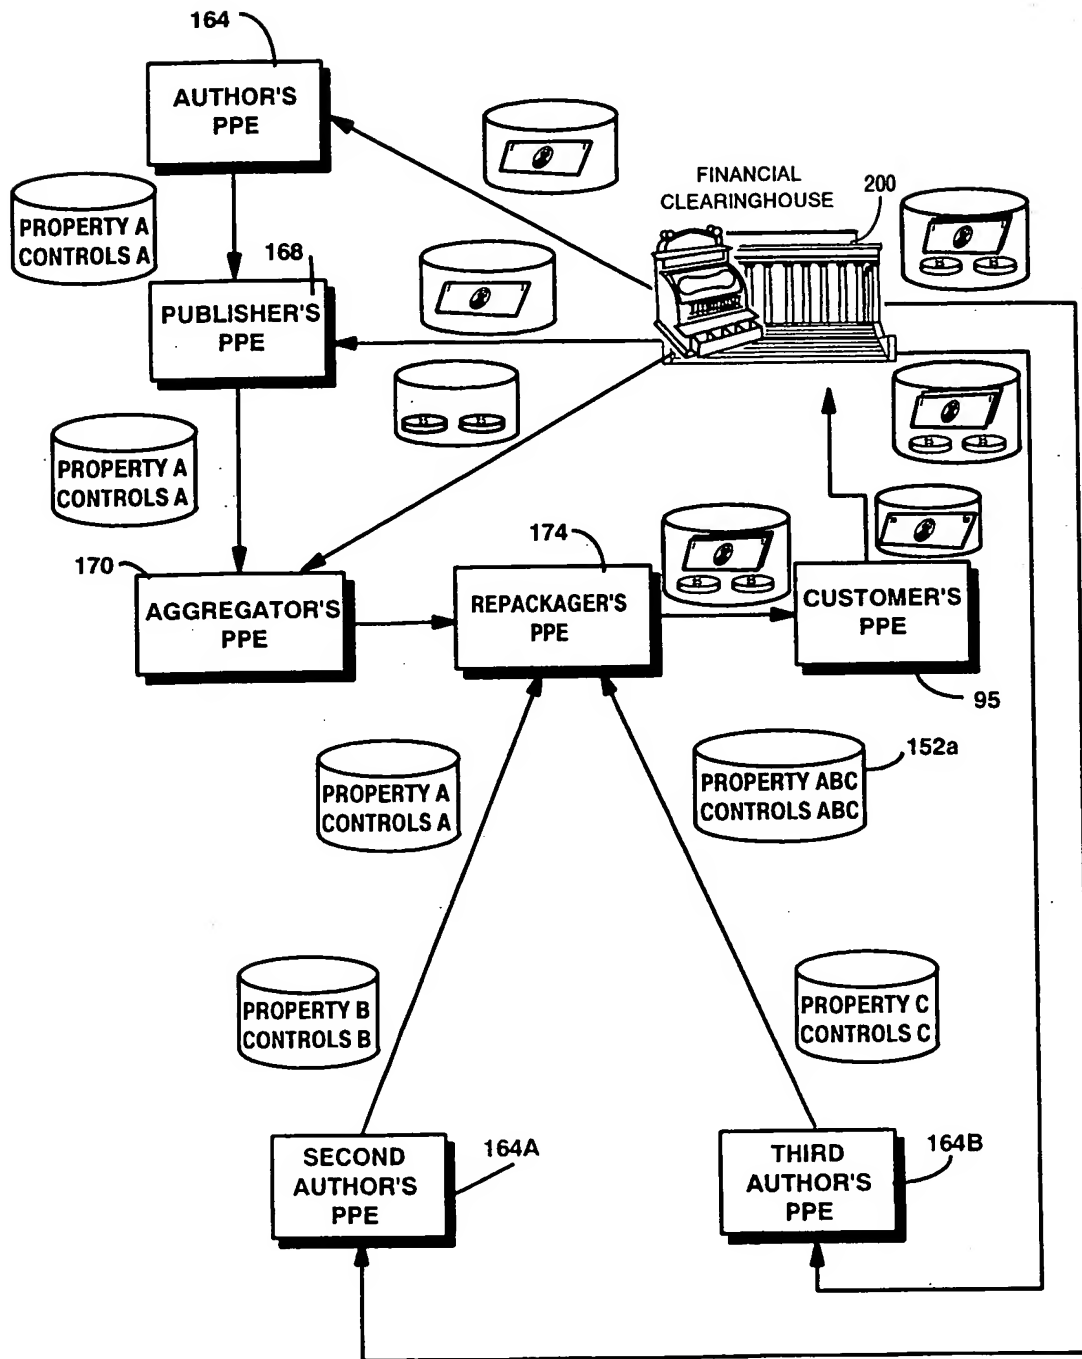 164
AUTHOR'S
PPE
PROPERTY A
CONTROLS A
FINANCIAL
CLEARINGHOUSE
200
168
PUBLISHER'S
PPE
PROPERTY A
CONTROLS A
170
AGGREGATOR'S
PPE
174
REPACKAGER'S
PPE
CUSTOMER'S
PPE
95
PROPERTY A
CONTROLS A
152a
PROPERTY ABC
CONTROLS ABC
PROPERTY B
CONTROLS B
PROPERTY C
CONTROLS C
SECOND
AUTHOR'S
PPE
164A
THIRD
AUTHOR'S
PPE
164B